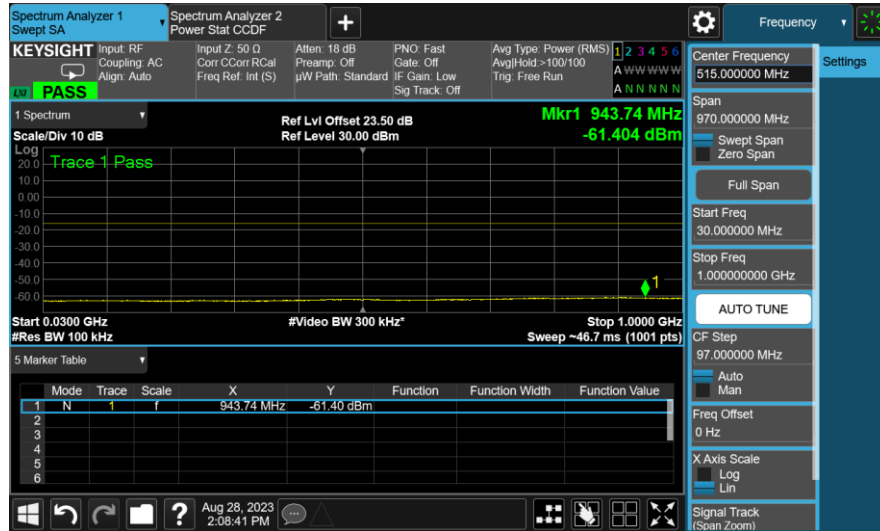 Spectrum Analyzer 1
Swept SA
Spectrum Analyzer 2
Power Stat CCDF
+
Frequency
KEYSIGHT
Input: RF
Coupling: AC
Align: Auto
Input Z: 50 Ω
Corr CCorr RCal
Freq Ref: Int (S)
Atten: 18 dB
Preamp: Off
µW Path: Standard
PNO: Fast
Gate: Off
IF Gain: Low
Sig Track: Off
Avg Type: Power (RMS)
Avg|Hold:>100/100
Trig: Free Run
1 2 3 4 5 6
A W W W W W
A N N N N N
LXI
PASS
1 Spectrum
Scale/Div 10 dB
Ref Lvl Offset 23.50 dB
Ref Level 30.00 dBm
Mkr1 943.74 MHz
-61.404 dBm
Log
Trace 1 Pass
20.0
10.0
0.00
-10.0
-20.0
-30.0
-40.0
-50.0
-60.0
1
Start 0.0300 GHz
#Res BW 100 kHz
#Video BW 300 kHz*
Stop 1.0000 GHz
Sweep ~46.7 ms (1001 pts)
5 Marker Table
Mode Trace Scale X Y Function Function Width Function Value
1 N 1 f 943.74 MHz -61.40 dBm
2
3
4
5
6
Aug 28, 2023
2:08:41 PM
?
Center Frequency
515.000000 MHz
Settings
Span
970.000000 MHz
Swept Span
Zero Span
Full Span
Start Freq
30.000000 MHz
Stop Freq
1.000000000 GHz
AUTO TUNE
CF Step
97.000000 MHz
Auto
Man
Freq Offset
0 Hz
X Axis Scale
Log
Lin
Signal Track
(Span Zoom)